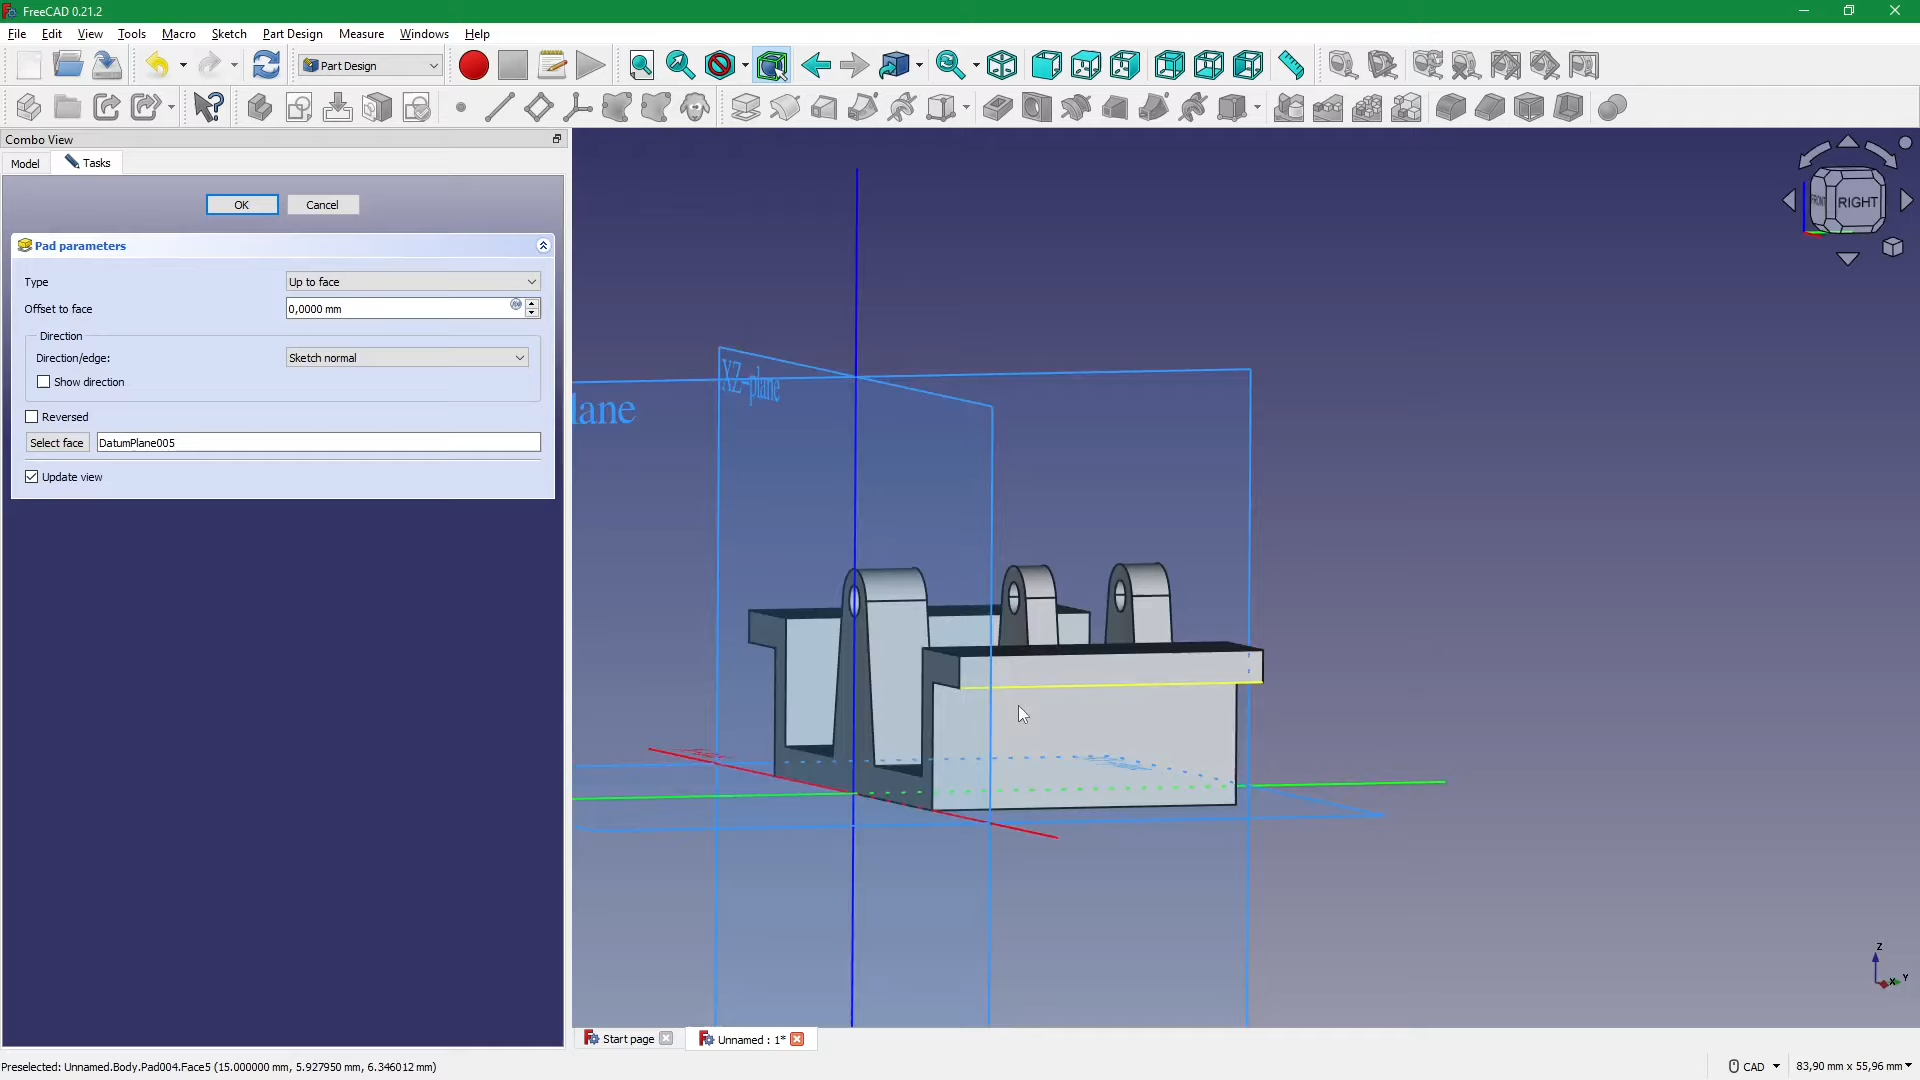 FreeCAD 0.21.2
File Edit View Tools Macro Sketch Part Design Measure Windows Help
Part Design
Combo View
Model Tasks
OK Cancel
Pad parameters
Type Up to face
Offset to face 0,0000 mm
Direction
Direction/edge: Sketch normal
Show direction
Reversed
Select face DatumPlane005
Update view
XZ-plane
lane
FRONT RIGHT
Z
Y
X
Start page Unnamed : 1*
Preselected: Unnamed.Body.Pad004.Face5 (15.000000 mm, 5.927950 mm, 6.346012 mm)
CAD 83,90 mm x 55,96 mm